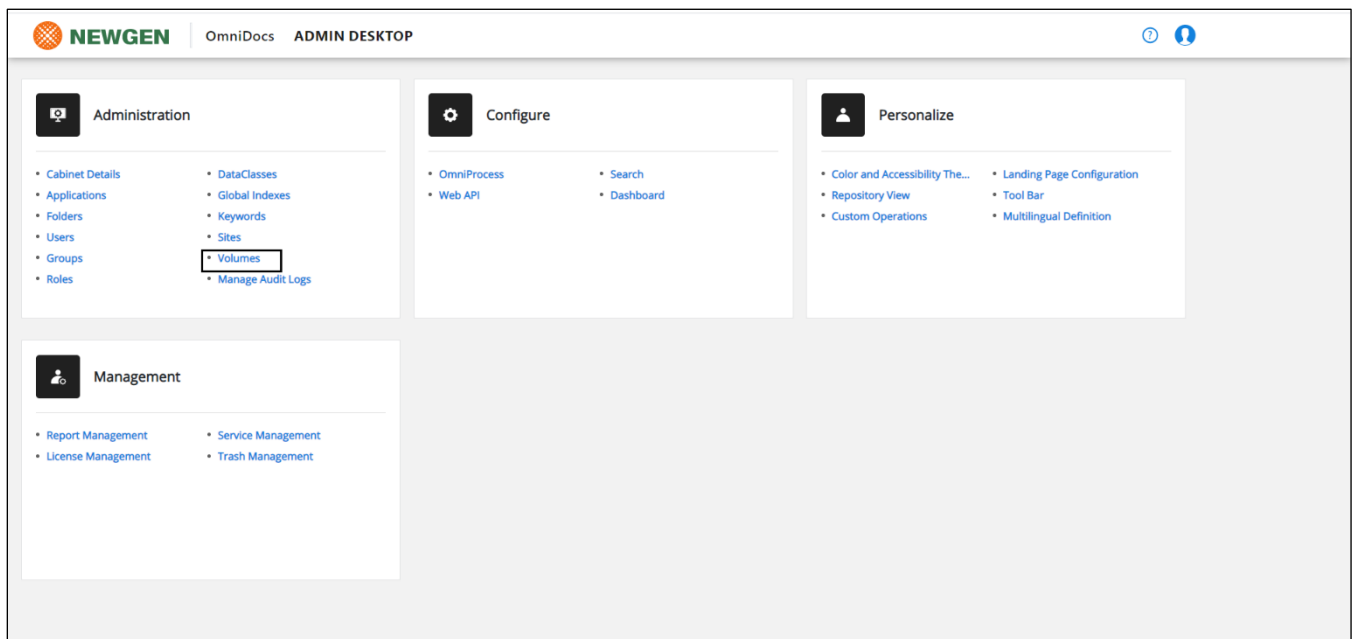 NEWGEN OmniDocs ADMIN DESKTOP ?
Administration
• Cabinet Details
• Applications
• Folders
• Users
• Groups
• Roles
• DataClasses
• Global Indexes
• Keywords
• Sites
• Volumes
• Manage Audit Logs
Configure
• OmniProcess
• Web API
• Search
• Dashboard
Personalize
• Color and Accessibility The...
• Repository View
• Custom Operations
• Landing Page Configuration
• Tool Bar
• Multilingual Definition
Management
• Report Management
• License Management
• Service Management
• Trash Management